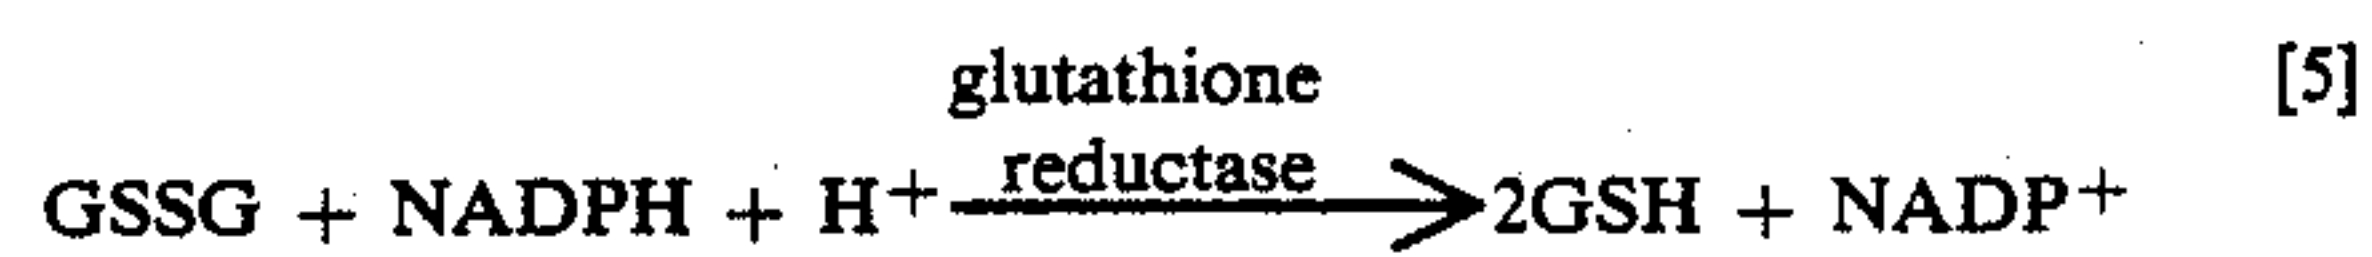 glutathione [5]
reductase
GSSG + NADPH + H+ 2GSH + NADP+